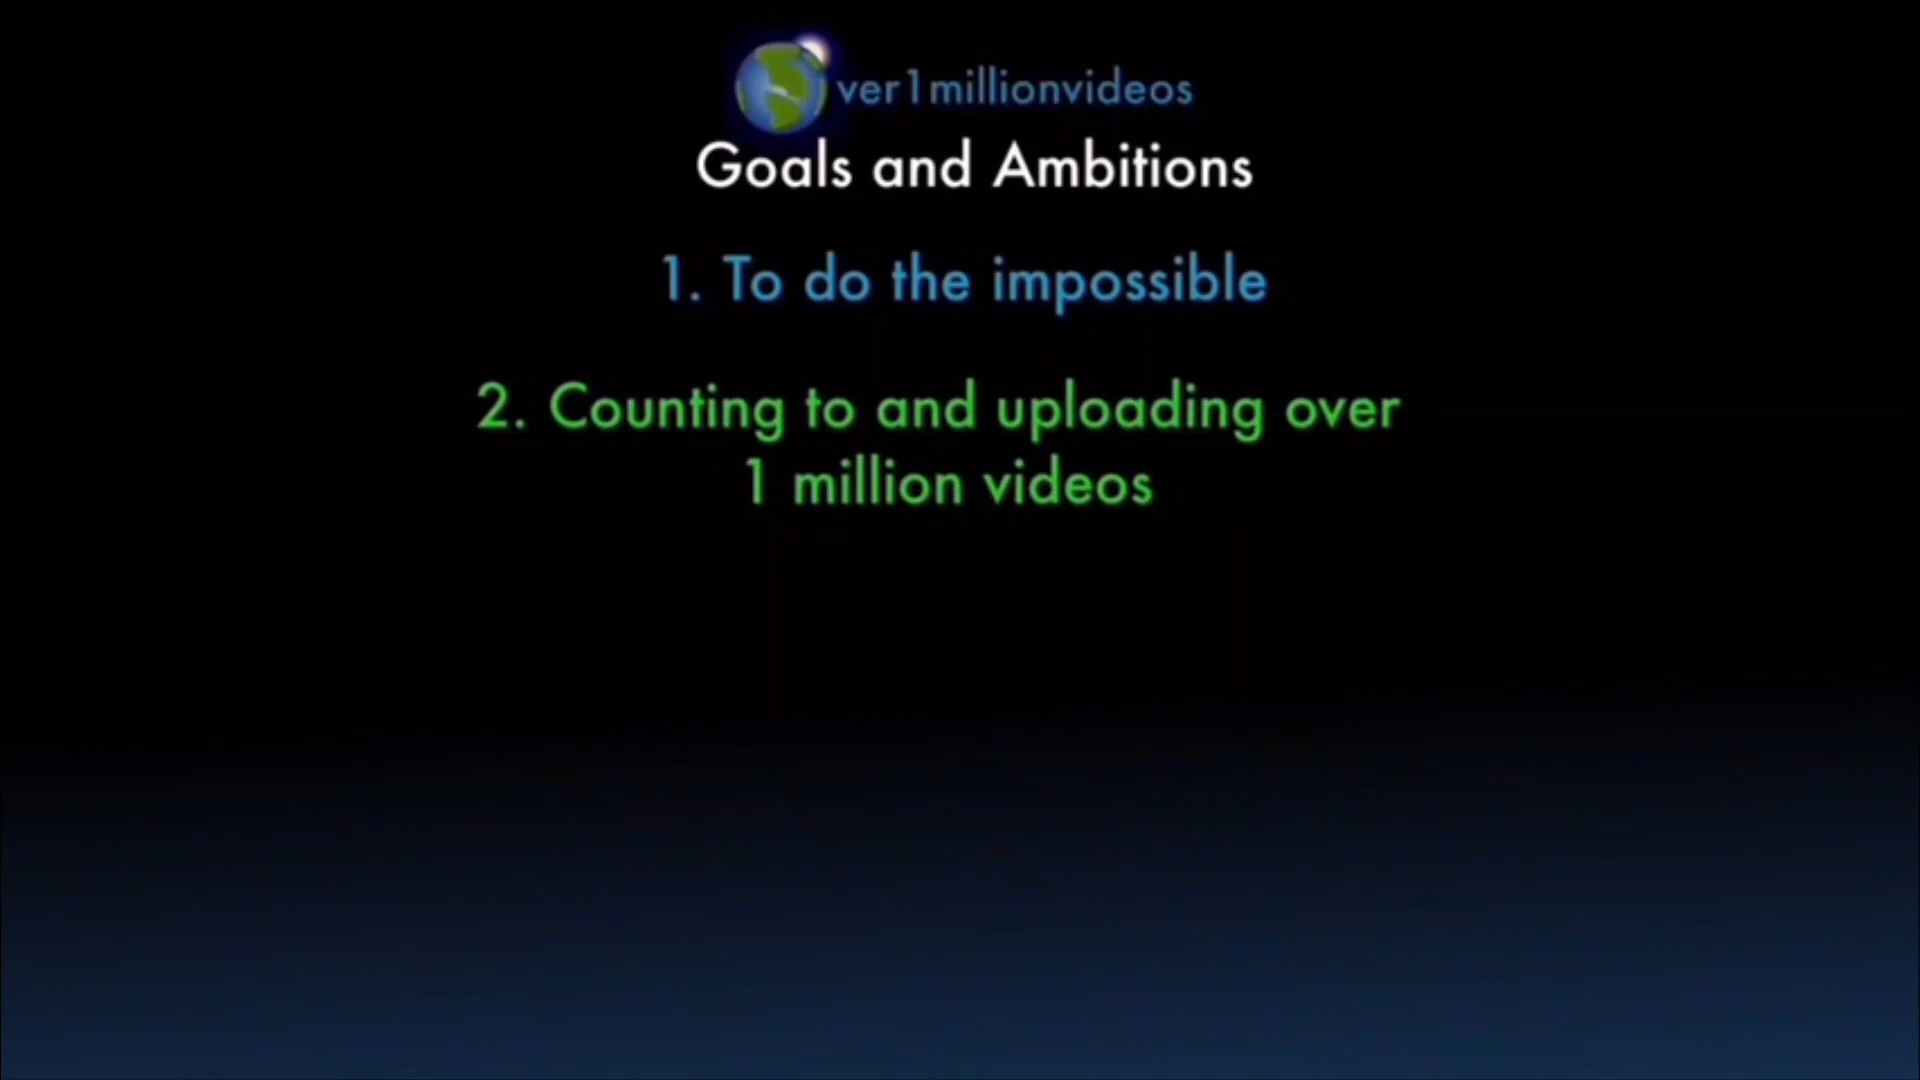 ver1millionvideos
Goals and Ambitions
1. To do the impossible
2. Counting to and uploading over
1 million videos